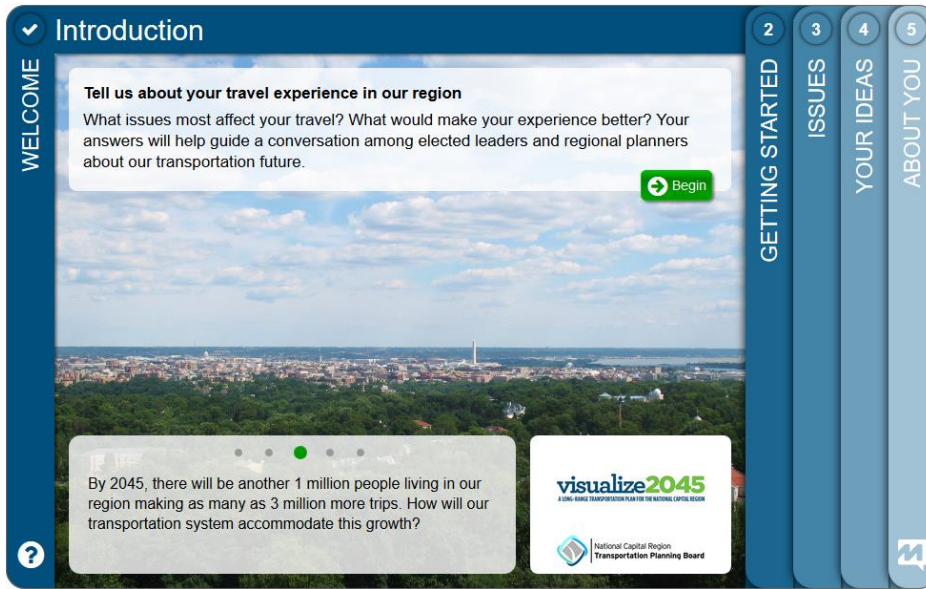 Introduction
WELCOME
Tell us about your travel experience in our region
What issues most affect your travel? What would make your experience better? Your
answers will help guide a conversation among elected leaders and regional planners
about our transportation future.
Begin
By 2045, there will be another 1 million people living in our
region making as many as 3 million more trips. How will our
transportation system accommodate this growth?
visualize2045
A LONG-RANGE TRANSPORTATION PLAN FOR THE NATIONAL CAPITAL REGION
National Capital Region
Transportation Planning Board
?
2
GETTING STARTED
3
ISSUES
4
YOUR IDEAS
5
ABOUT YOU